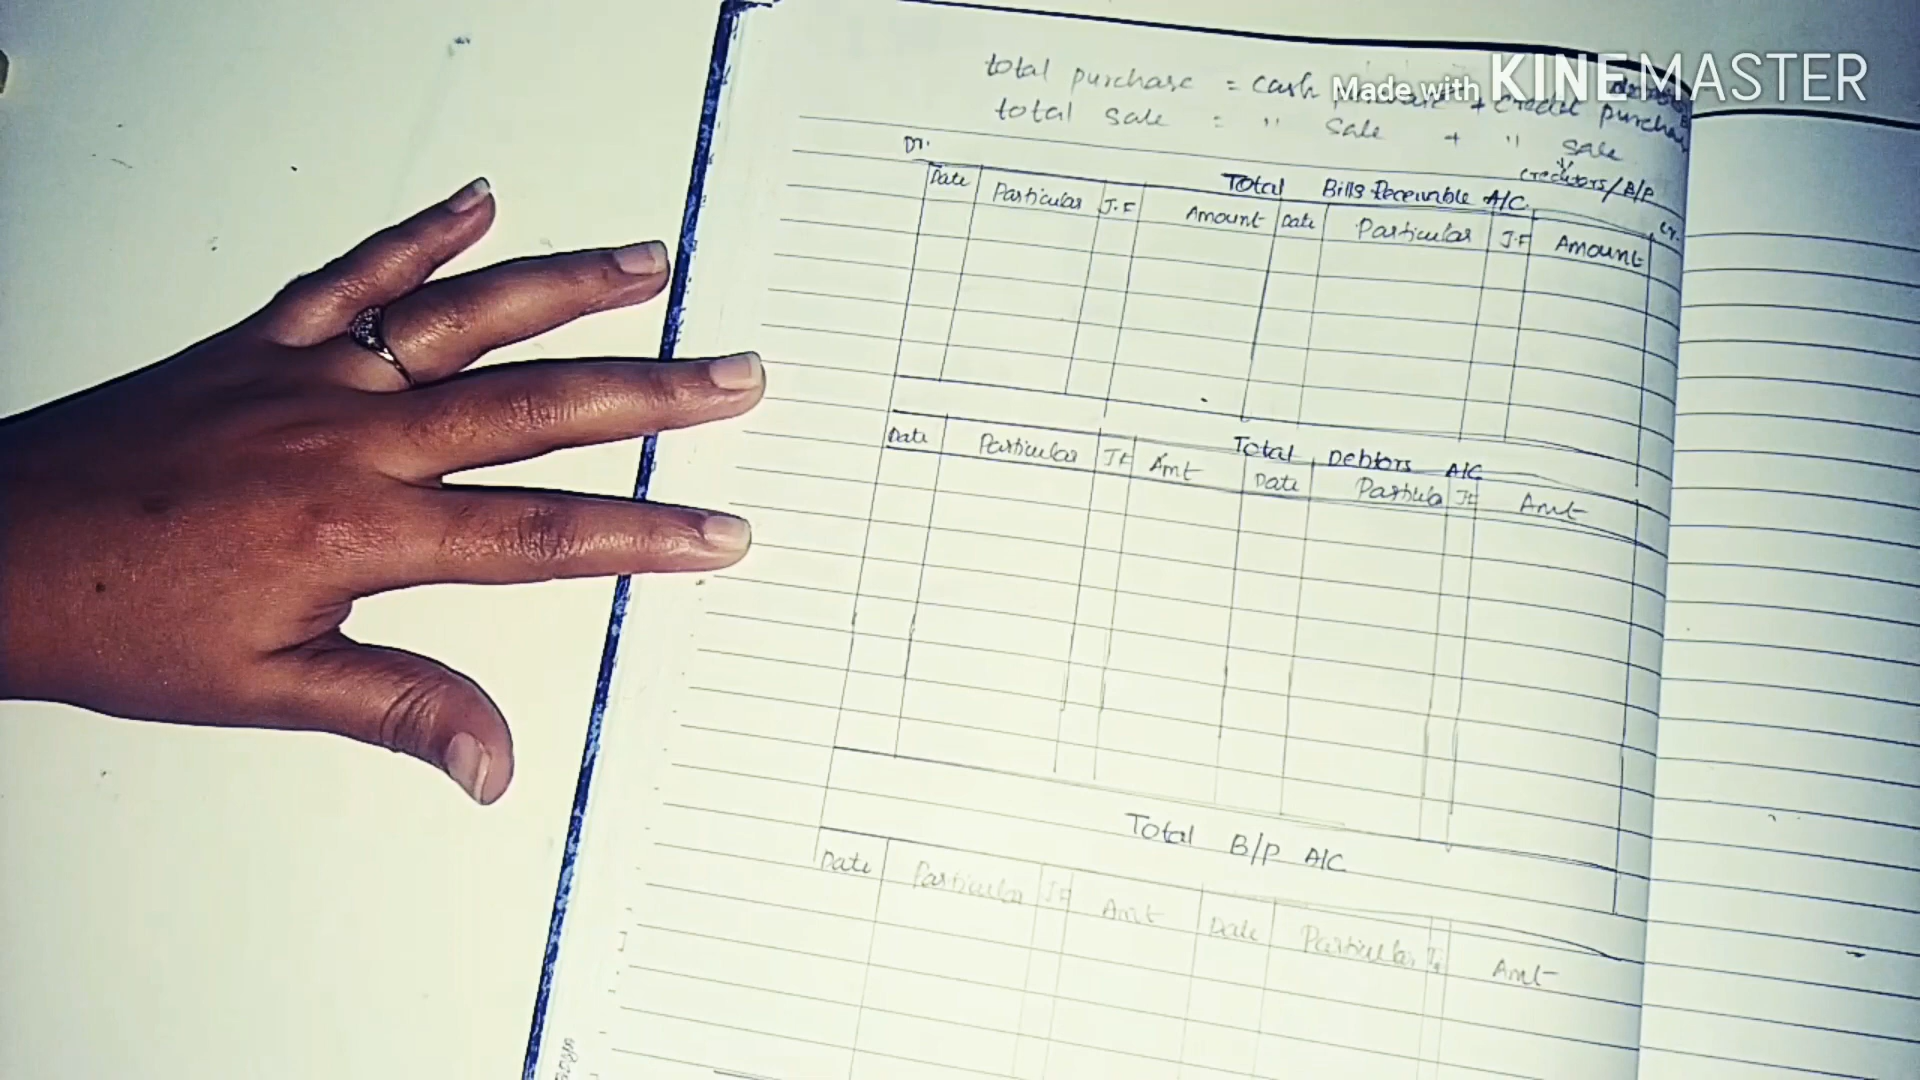 Made with KINEMASTER
total purchase = cash purchase + credit purchase
total sale = " sale + " sale
creditors/B/P
Dr. Total Bills Receivable A/C Cr.
Date Particular J.F Amount Date Particular J.F Amount
Total Debtors A/C
Date Particular J.F Amt Date Particula J.F Amt
Total B/P A/C
Date Particular J.F Amt Date Particular Amt